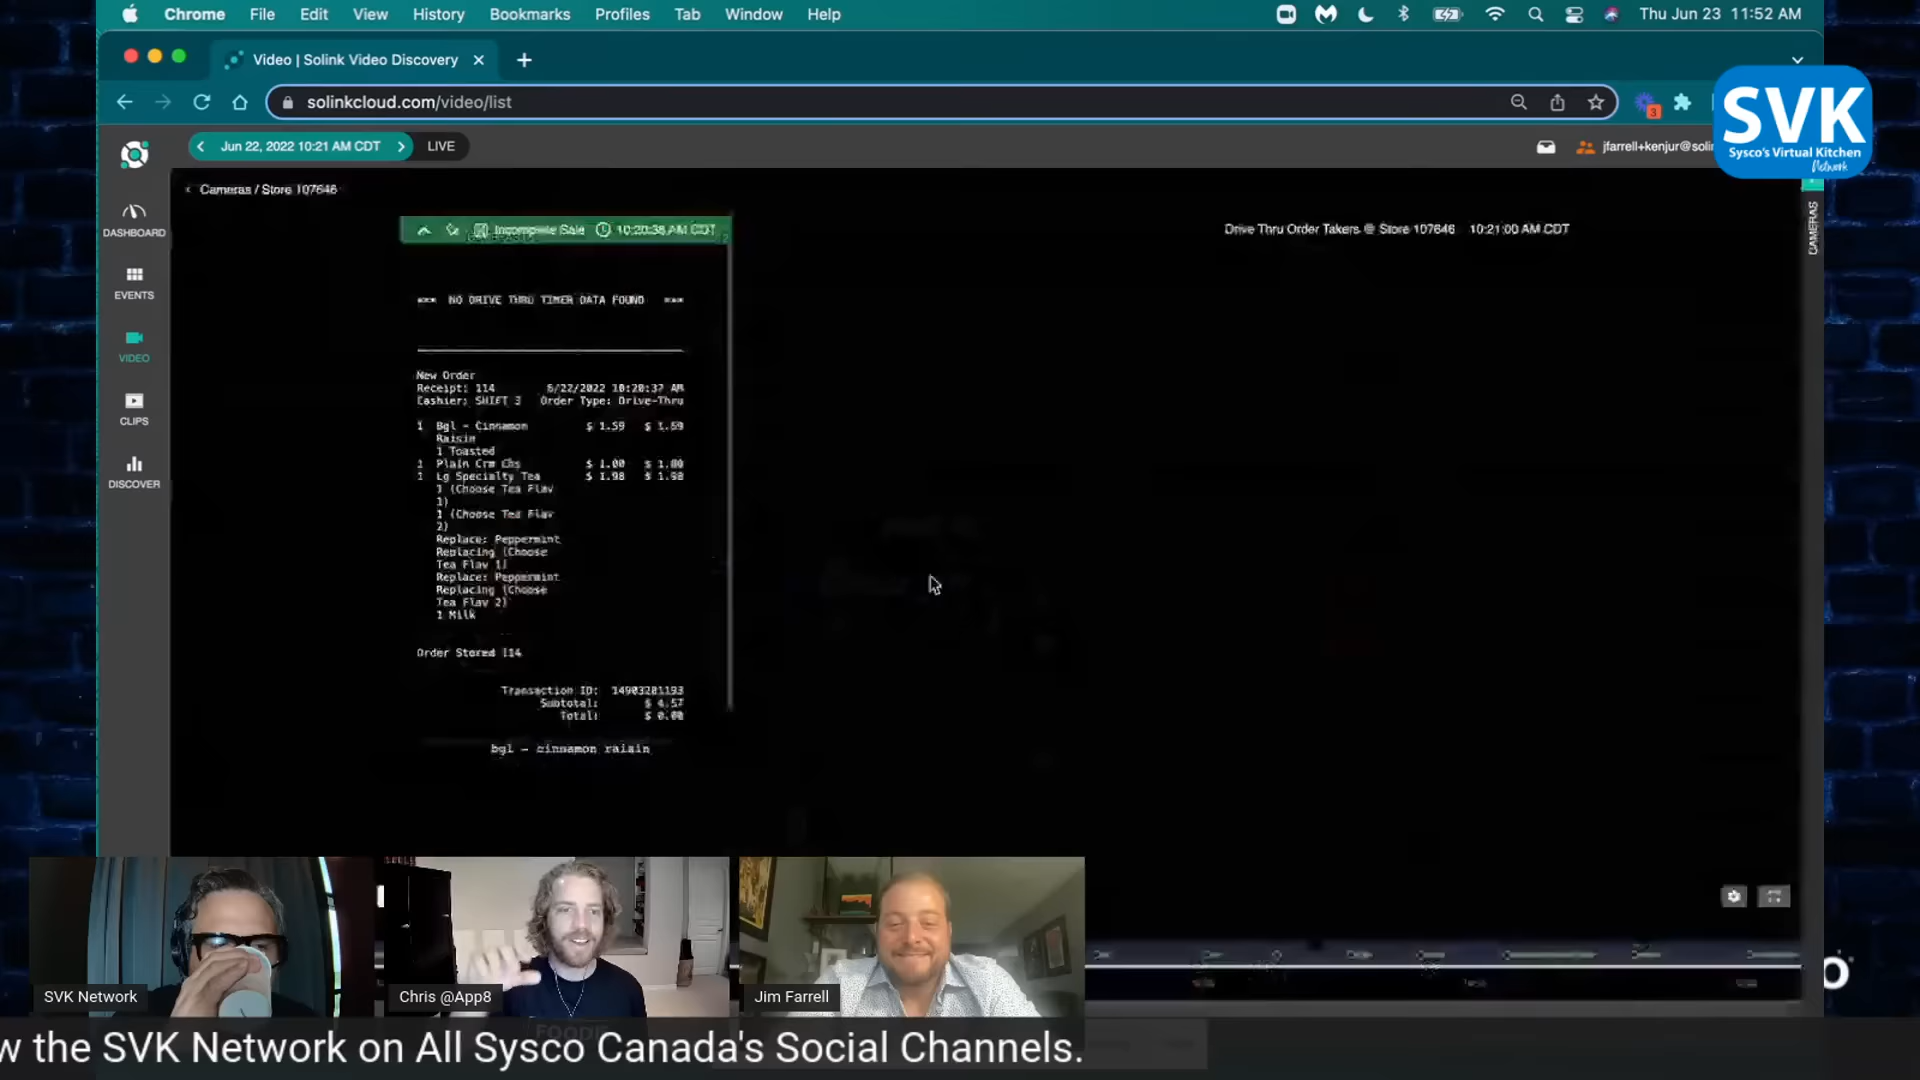 Chrome File Edit View History Bookmarks Profiles Tab Window Help Thu Jun 23 11:52 AM
Video | Solink Video Discovery
solinkcloud.com/video/list
3
SVK
Sysco's Virtual Kitchen
Network
Jun 22, 2022 10:21 AM CDT LIVE
jfarrell+kenjur@soli
Cameras / Store 107646
DASHBOARD
EVENTS
VIDEO
CLIPS
DISCOVER
CAMERAS
Incomplete Sale 10:20:38 AM CDT
Drive Thru Order Takers @ Store 107646 10:21:00 AM CDT
*** NO DRIVE THRU TIMER DATA FOUND ***
New Order
Receipt: 114 6/22/2022 10:20:37 AM
Cashier: SHIFT 3 Order Type: Drive-Thru
1 Bgl - Cinnamon $ 1.59 $ 1.59
Raisin
1 Toasted
1 Plain Crm Chs $ 1.00 $ 1.00
1 Lg Specialty Tea $ 1.98 $ 1.98
1 (Choose Tea Flav
1)
1 (Choose Tea Flav
2)
Replace: Peppermint
Replacing (Choose
Tea Flav 1)
Replace: Peppermint
Replacing (Choose
Tea Flav 2)
1 Milk
Order Stored 114
Transaction ID: 14903201193
Subtotal: $ 4.57
Total: $ 0.00
bgl - cinnamon raisin
SVK Network
Chris @App8
Jim Farrell
w the SVK Network on All Sysco Canada's Social Channels.